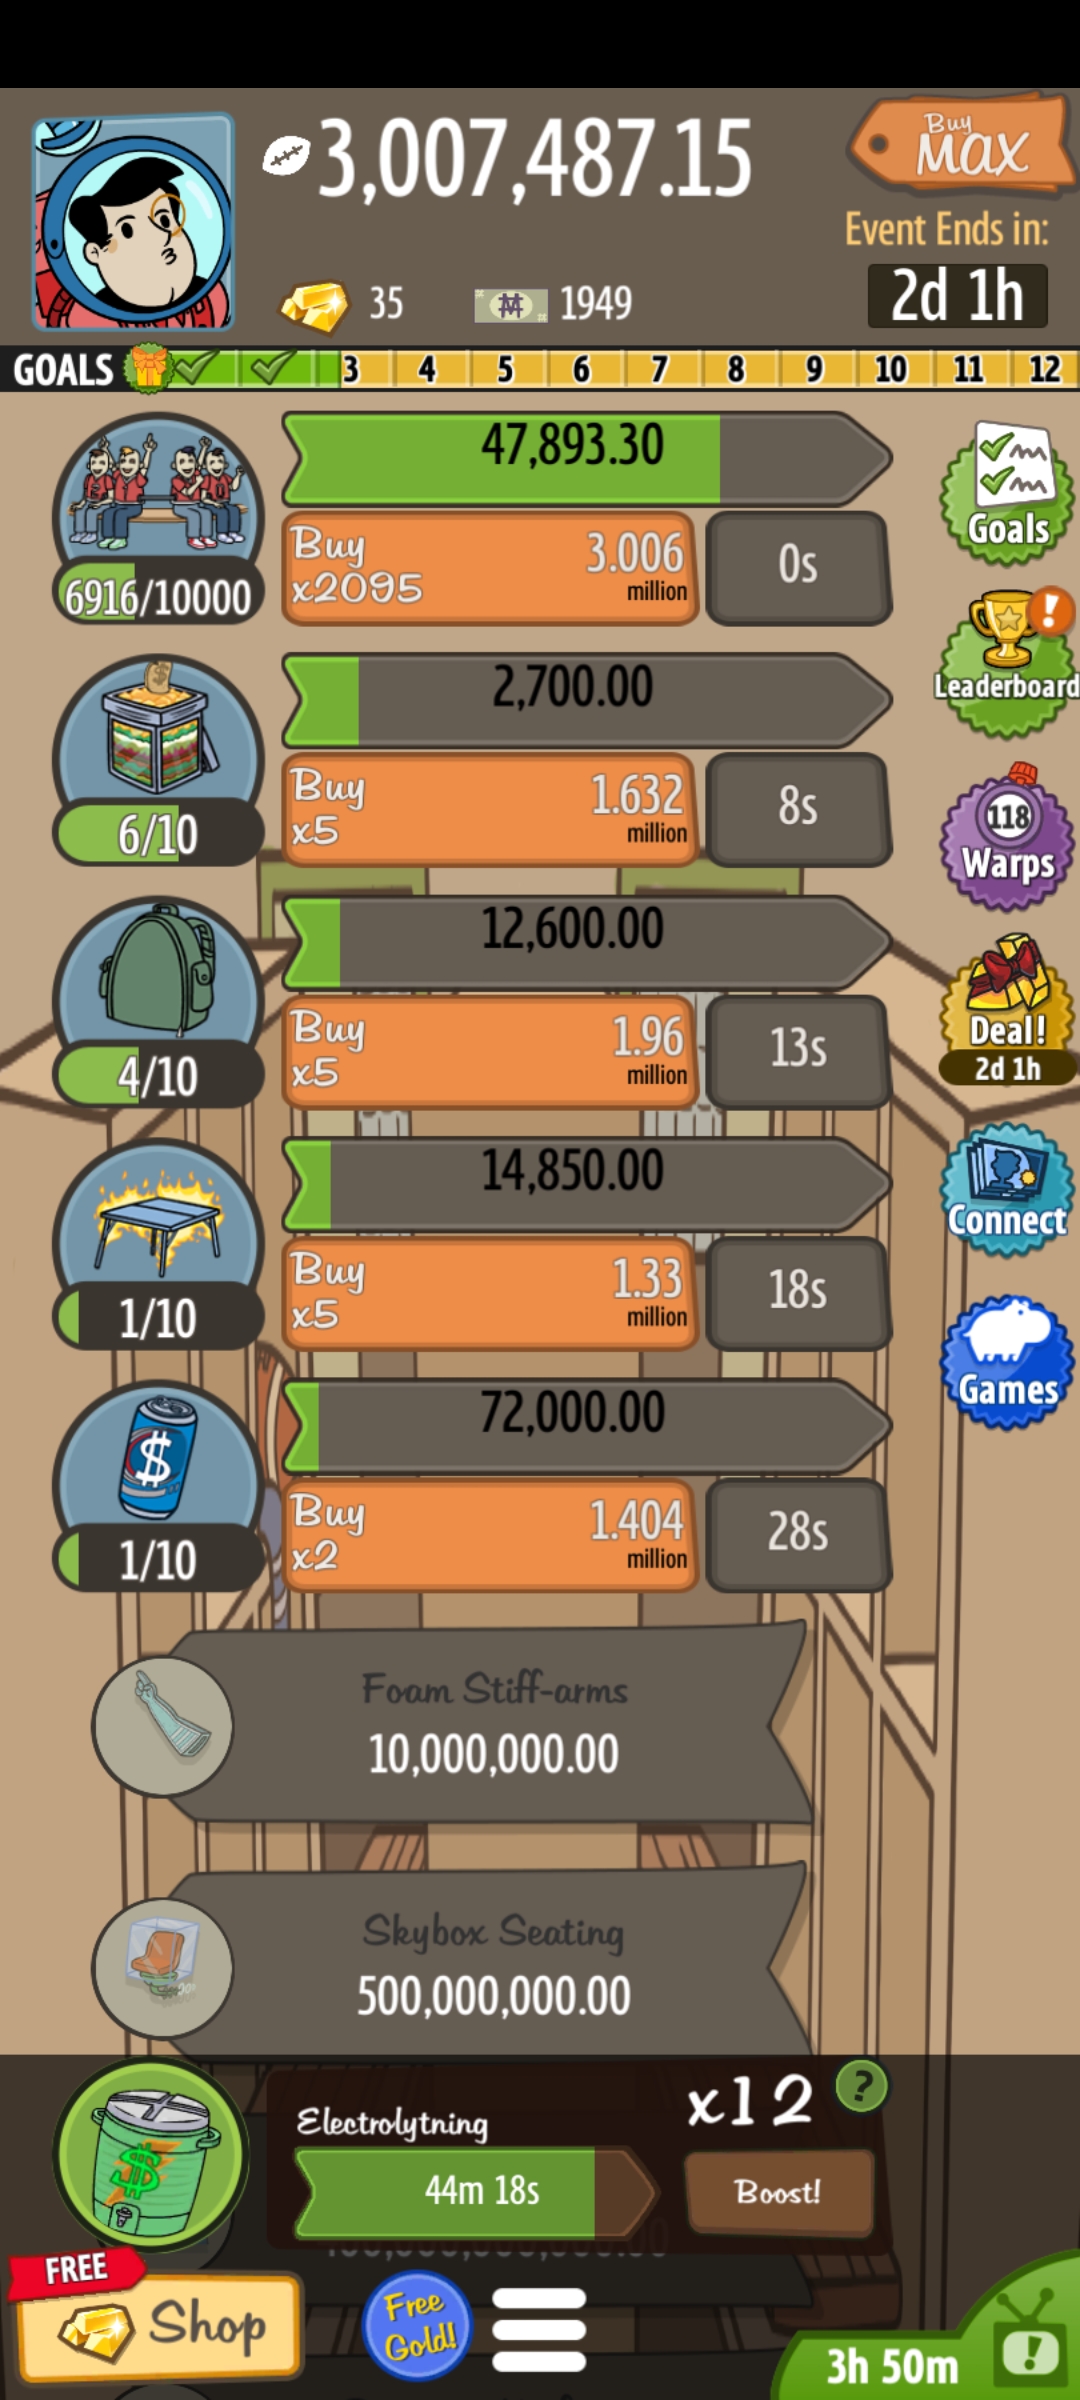 3,007,487.15
Buy
MAX
Event Ends in:
2d 1h
35
1949
GOALS 3 4 5 6 7 8 9 10 11 12
47,893.30
Buy
x2095
3.006
million
0s
6916/10000
Goals
Leaderboard
2,700.00
Buy
x5
1.632
million
8s
6/10
118
Warps
12,600.00
Buy
x5
1.96
million
13s
4/10
Deal!
2d 1h
14,850.00
Buy
x5
1.33
million
18s
1/10
Connect
72,000.00
Buy
x2
1.404
million
28s
1/10
Games
Foam Stiff-arms
10,000,000.00
Skybox Seating
500,000,000.00
Electrolytning
x12
?
44m 18s
Boost!
FREE
Shop
Free
Gold!
3h 50m